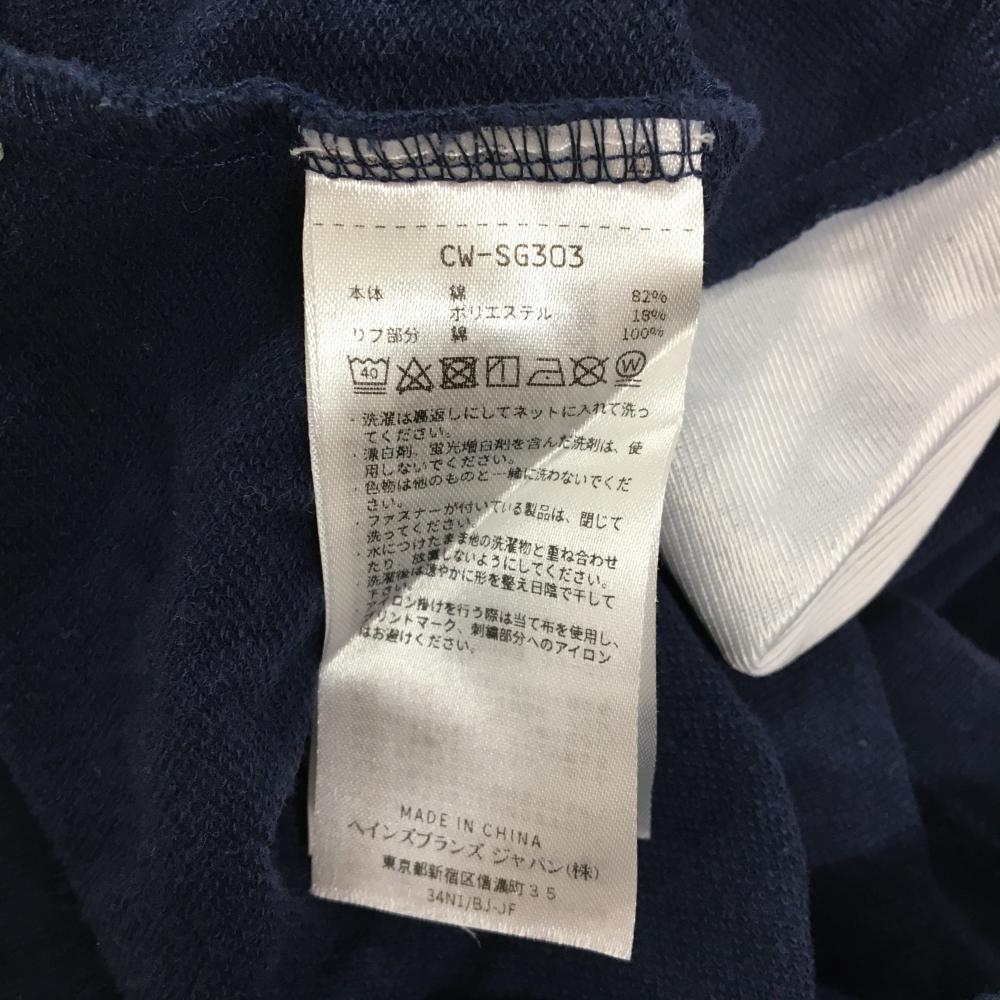 CW-SG303
本体 綿 82%
ポリエステル 18%
リブ部分 綿 100%
40 1 W
・洗濯は裏返しにしてネットに入れて洗っ
てください。
・漂白剤、蛍光増白剤を含んだ洗剤は、使
用しないでください。
・色物は他のものと一緒に洗わないでくだ
さい。
・ファスナーが付いている製品は、閉じて
洗ってください。
・水につけたまま他の洗濯物と重ね合わせ
たり 放置しないようにしてください。
・洗濯後は速やかに形を整え日陰で干して
下さい。
・アイロン掛けを行う際は当て布を使用し、
プリントマーク、刺繍部分へのアイロン
はお避けください。
MADE IN CHINA
ヘインズブランズ ジャパン(株)
東京都新宿区信濃町35
34N1/BJ-JF